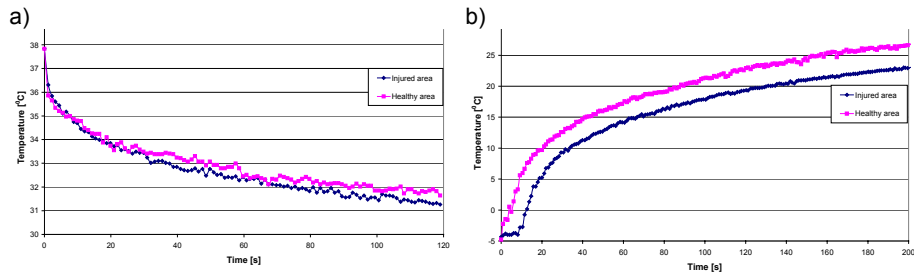 a)
38
37
36
35
34
33
32
31
30
0 20 40 60 80 100 120
Temperature [⁰C]
Time [s]
Injured area
Healthy area
b)
25
20
15
10
5
0
-5
0 20 40 60 80 100 120 140 160 180 200
Temperature [⁰C]
Time [s]
Injured area
Healthy area